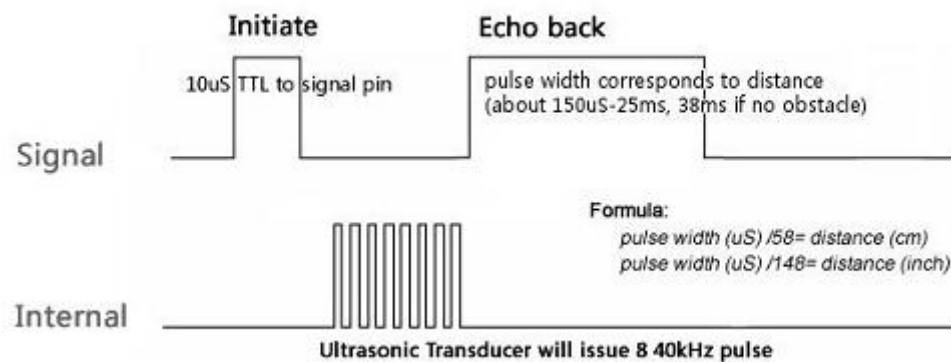 Initiate
Echo back
10uS TTL to signal pin
pulse width corresponds to distance
(about 150uS-25ms, 38ms if no obstacle)
Signal
Formula:
pulse width (uS) /58= distance (cm)
pulse width (uS) /148= distance (inch)
Internal
Ultrasonic Transducer will issue 8 40kHz pulse